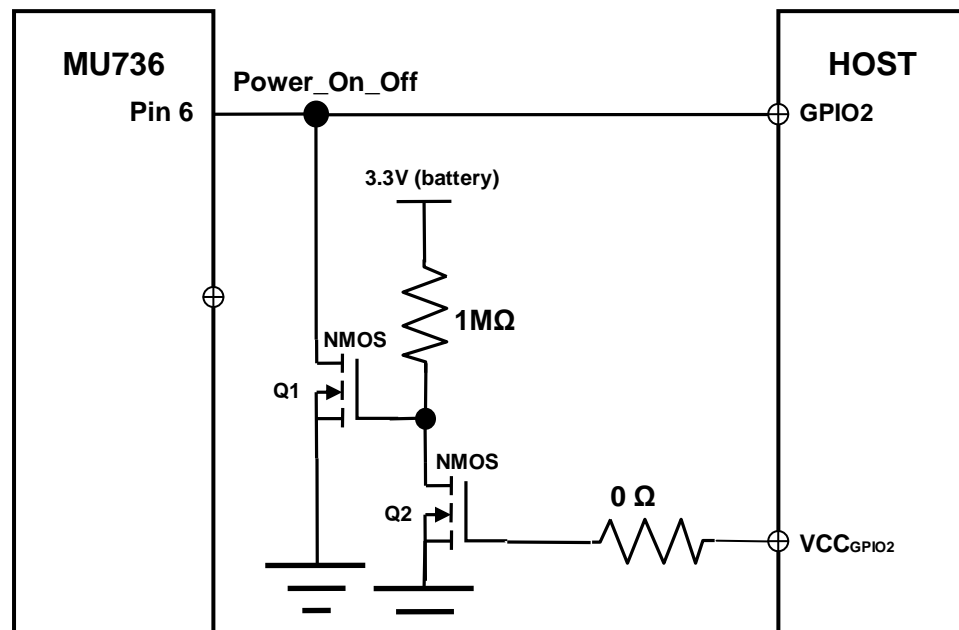 MU736
HOST
Power_On_Off
Pin 6
GPIO2
3.3V (battery)
1MΩ
NMOS
Q1
NMOS
0 Ω
Q2
VCCGPIO2